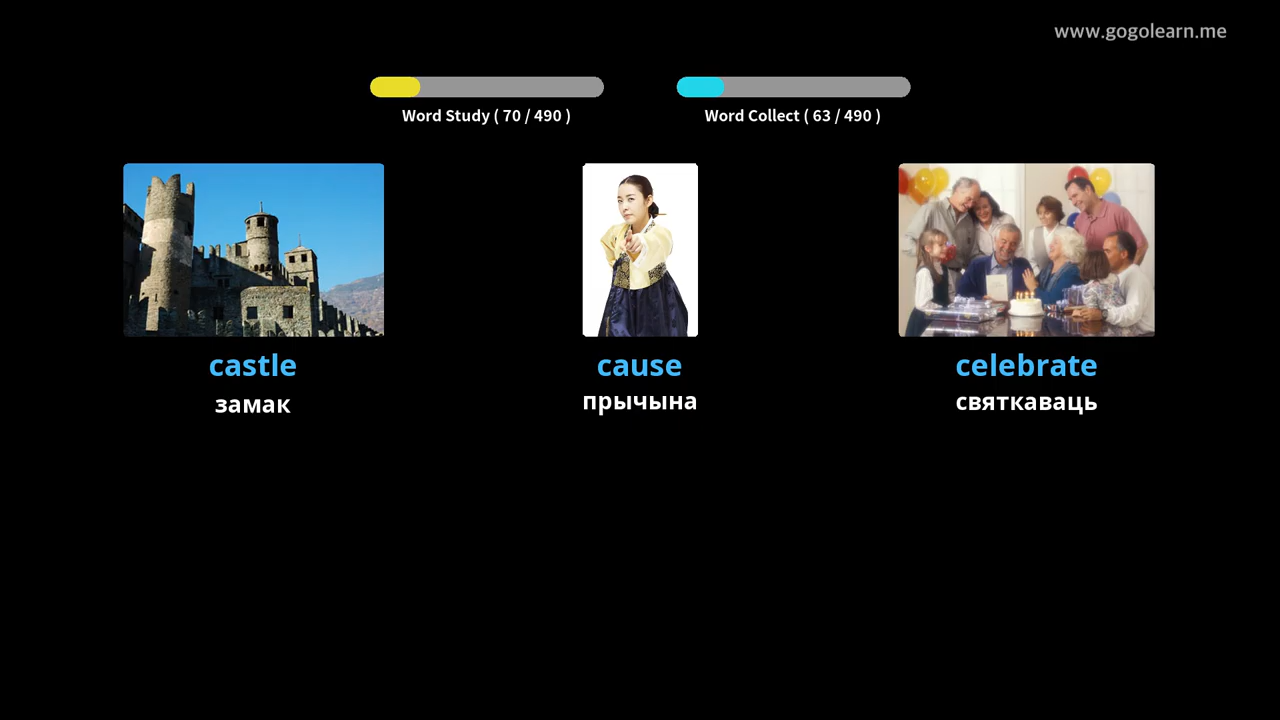 www.gogolearn.me
Word Study ( 70 / 490 )
Word Collect ( 63 / 490 )
castle
замак
cause
прычына
celebrate
святкаваць